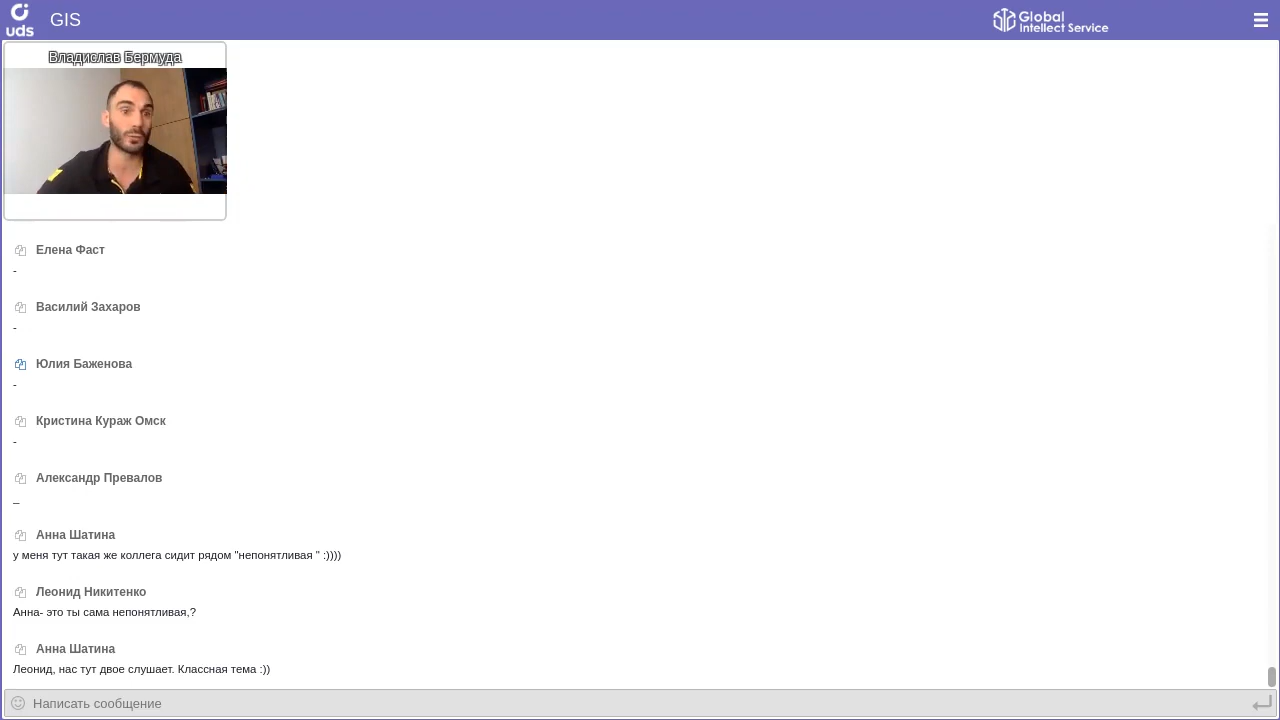 uds
GIS
Global
Intellect Service
Владислав Бермуда
Елена Фаст
-
Василий Захаров
-
Юлия Баженова
-
Кристина Кураж Омск
-
Александр Превалов
_
Анна Шатина
у меня тут такая же коллега сидит рядом "непонятливая " :))))
Леонид Никитенко
Анна- это ты сама непонятливая,?
Анна Шатина
Леонид, нас тут двое слушает. Классная тема :))
Написать сообщение